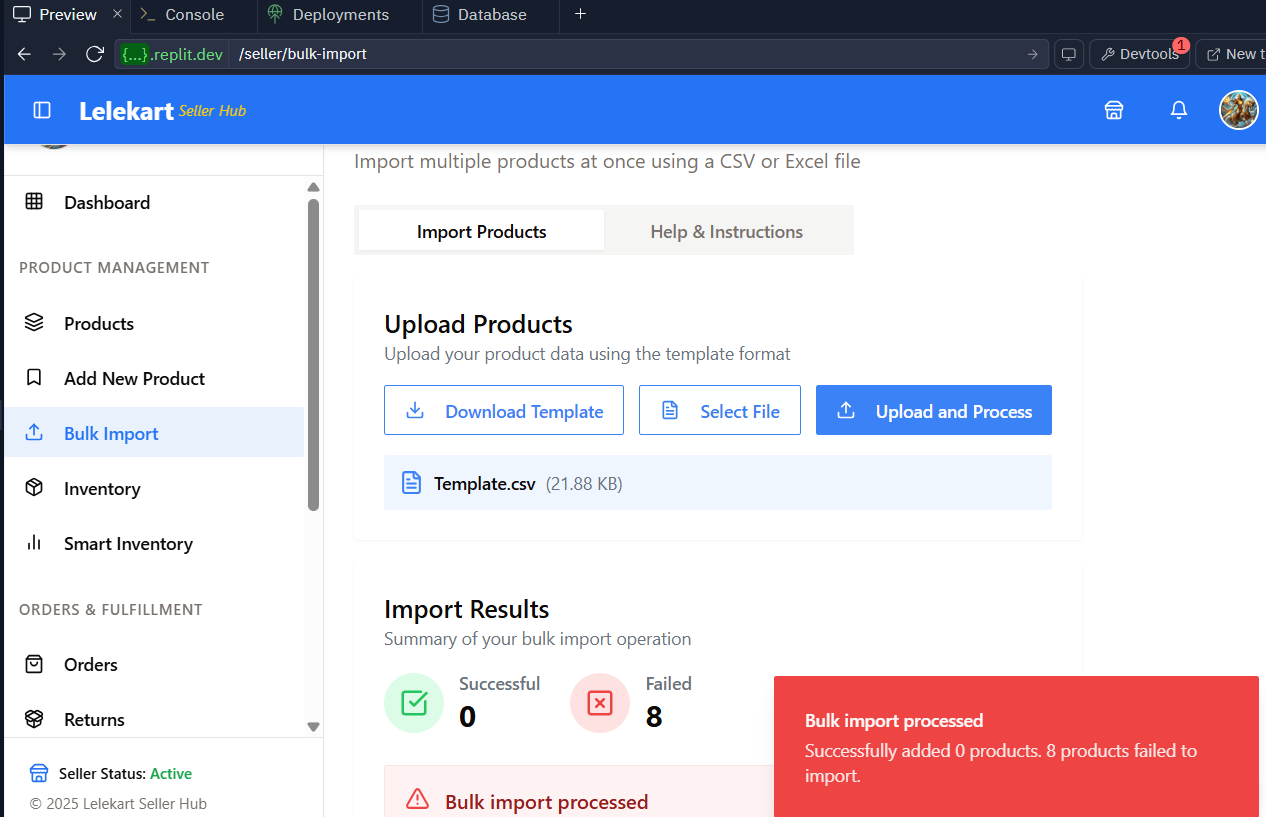 Preview
Console
Deployments
Database
{...}.replit.dev /seller/bulk-import
Devtools
1
New t
Lelekart Seller Hub
Import multiple products at once using a CSV or Excel file
Dashboard
Import Products
Help & Instructions
PRODUCT MANAGEMENT
Products
Add New Product
Bulk Import
Inventory
Smart Inventory
ORDERS & FULFILLMENT
Orders
Returns
Seller Status: Active
© 2025 Lelekart Seller Hub
Upload Products
Upload your product data using the template format
Download Template
Select File
Upload and Process
Template.csv (21.88 KB)
Import Results
Summary of your bulk import operation
Successful
0
Failed
8
Bulk import processed
Bulk import processed
Successfully added 0 products. 8 products failed to
import.